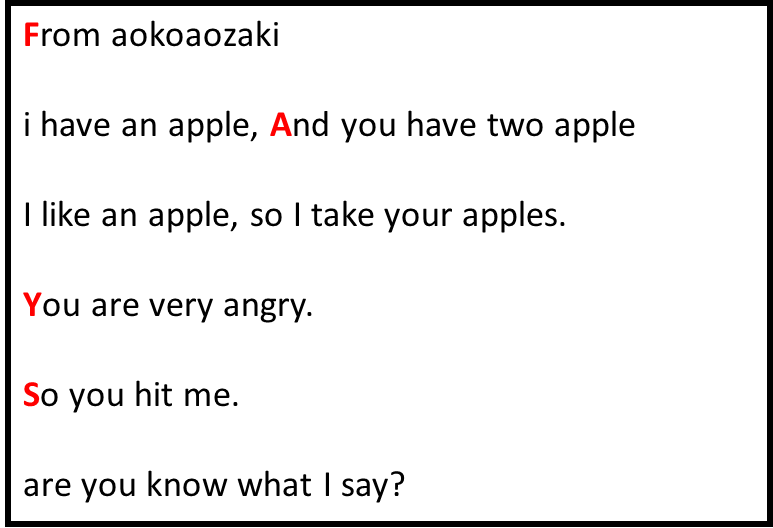 From aokoaozaki
i have an apple, And you have two apple
I like an apple, so I take your apples.
You are very angry.
So you hit me.
are you know what I say?